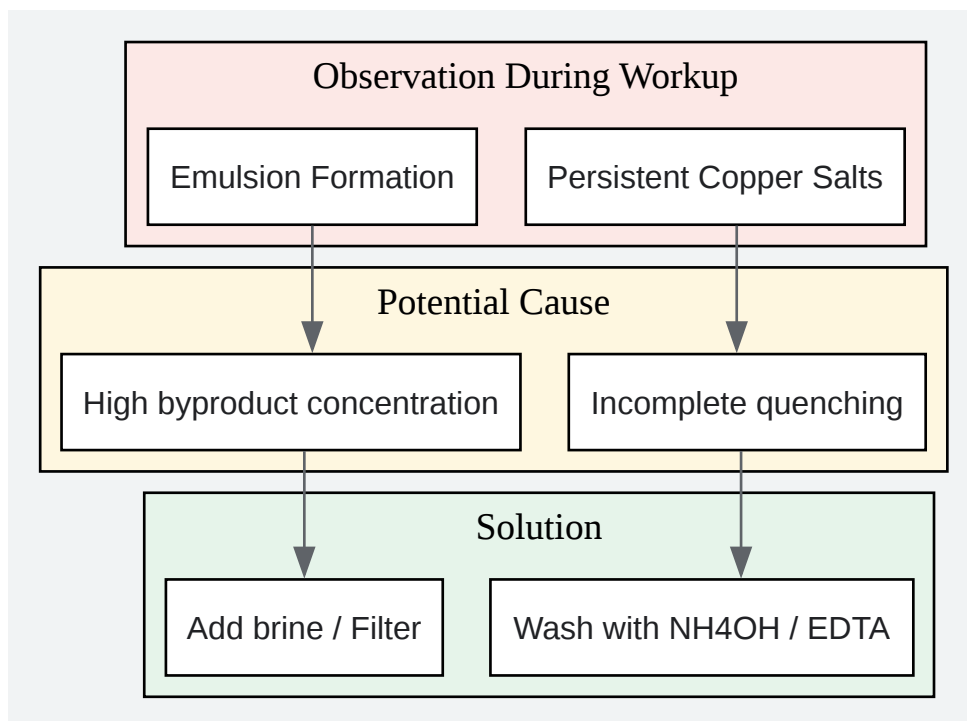 Observation During Workup
Emulsion Formation
Persistent Copper Salts
Potential Cause
High byproduct concentration
Incomplete quenching
Solution
Add brine / Filter
Wash with NH4OH / EDTA